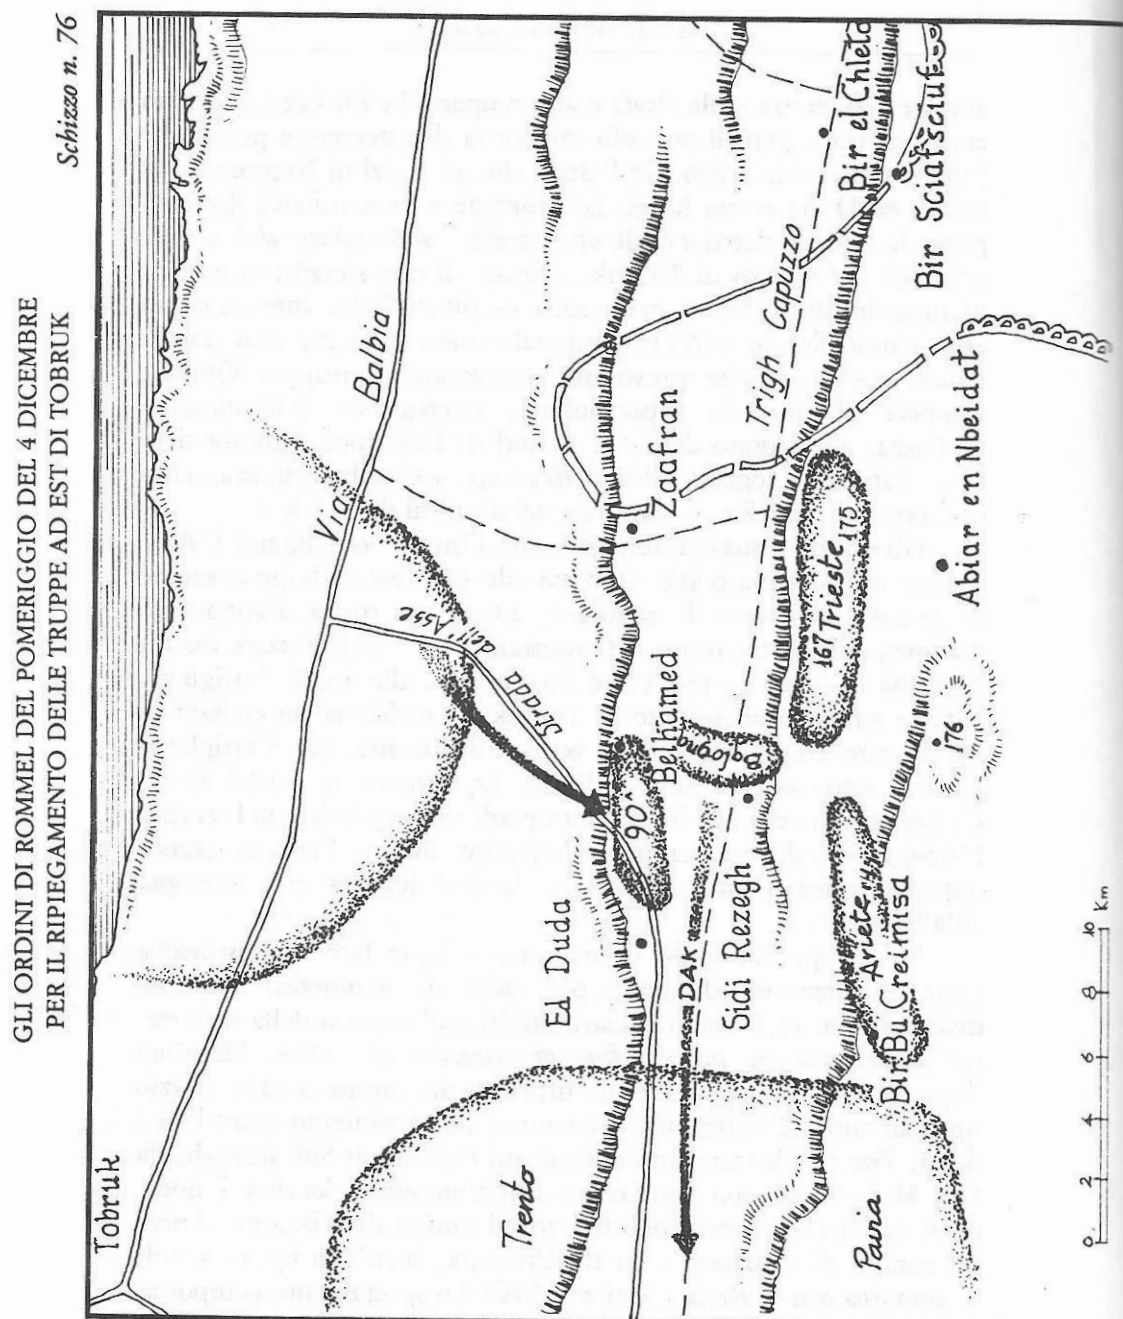 Schizzo n. 76
GLI ORDINI DI ROMMEL DEL POMERIGGIO DEL 4 DICEMBRE
PER IL RIPIEGAMENTO DELLE TRUPPE AD EST DI TOBRUK
Tobruk
Via Balbia
Strada dell'Asse
Trento
El Duda
90ª
Belhamed
Zaafran
DAK
Sidi Rezegh
Bologna
Trigh Capuzzo
Bir el Chleta
Bir Sciafsciuf
Ariete
Trieste
167
175
176
Bir Bu Creimisa
Abiar en Nbeidat
Pavia
0 2 4 6 8 10 Km